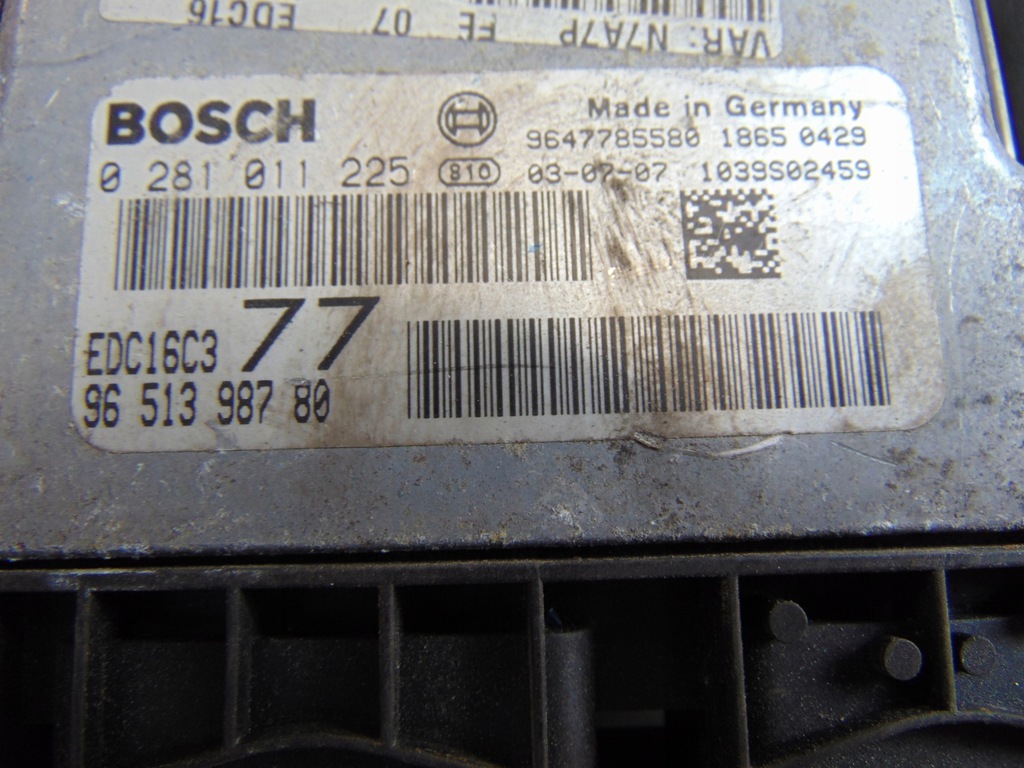 VAR: N7A7P FE 07 EDC16
BOSCH Made in Germany
9647785580 1865 0429
0 281 011 225 910 03-07-07 1039S02459
EDC16C3 77
96 513 987 80